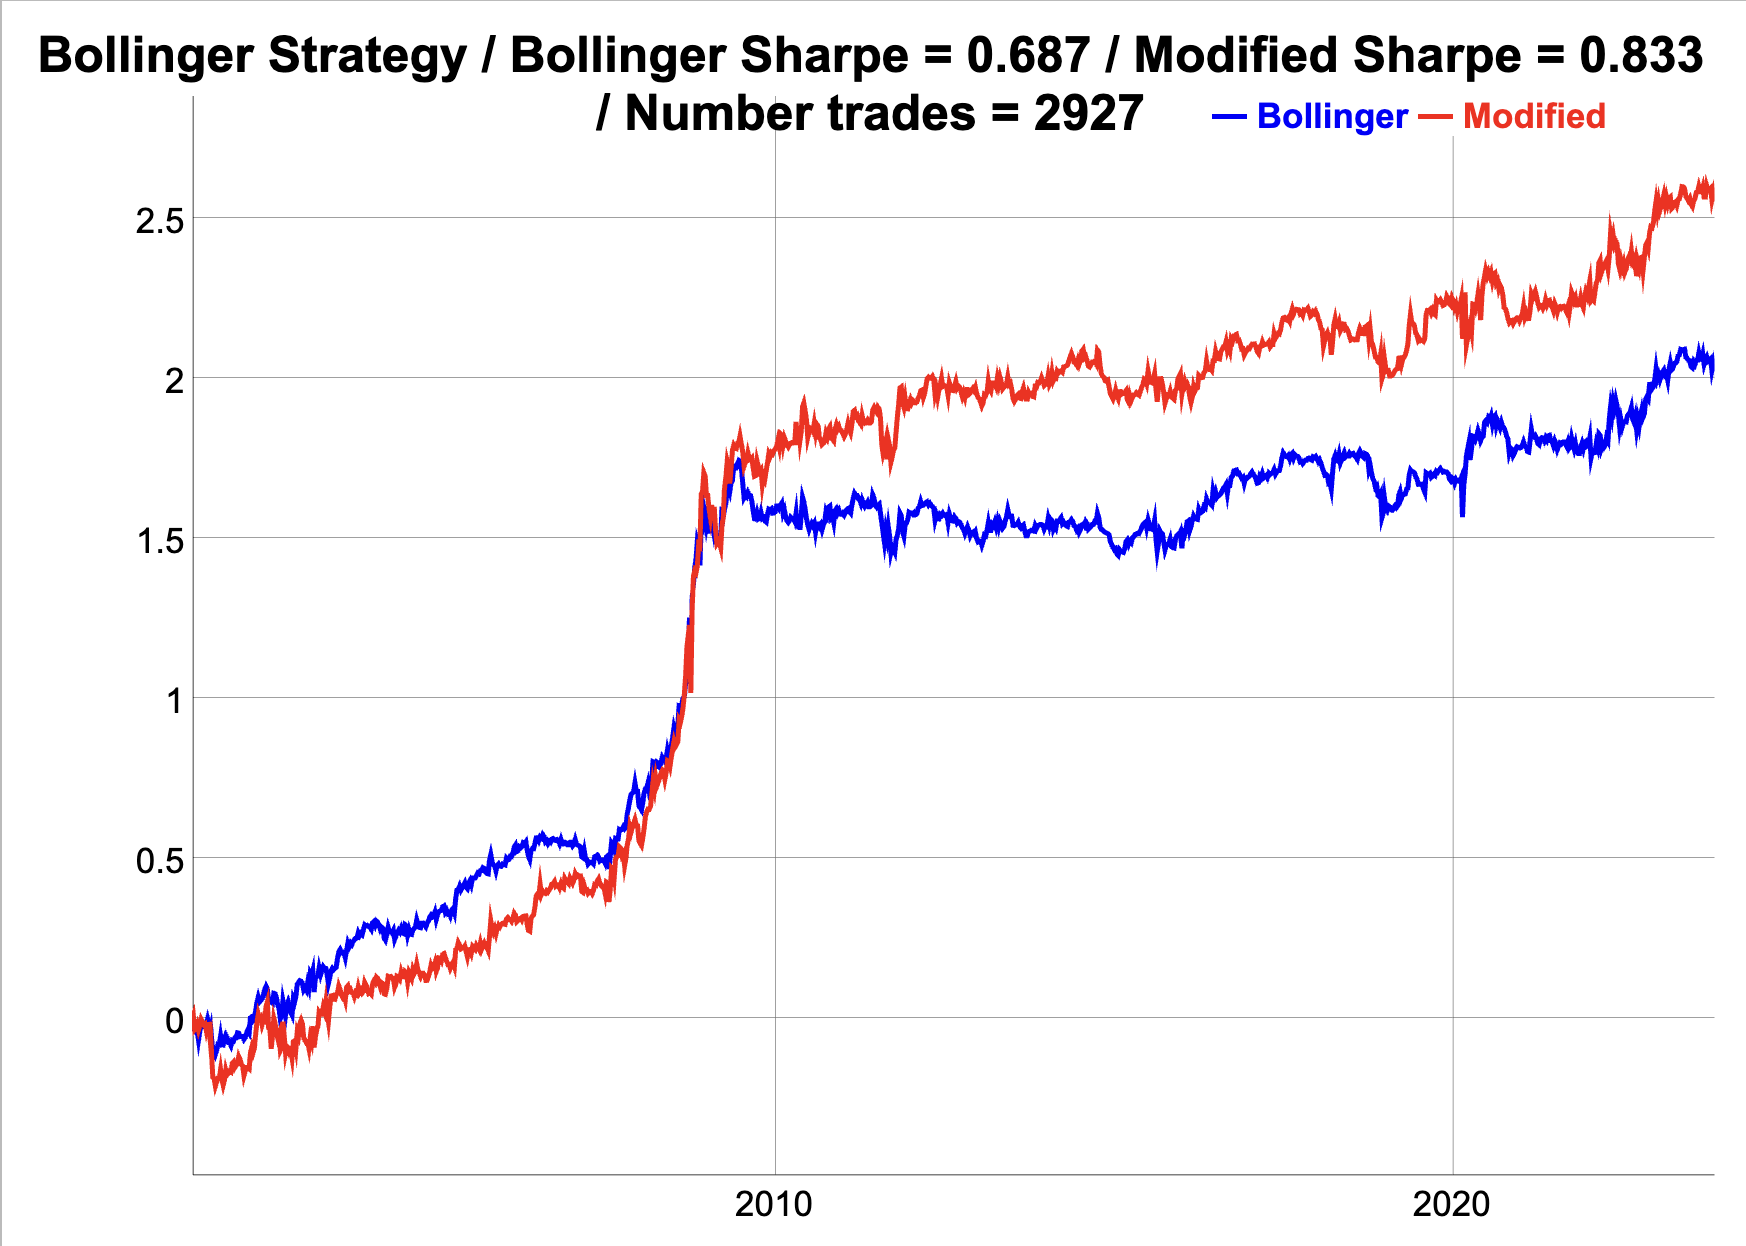 Bollinger Strategy / Bollinger Sharpe = 0.687 / Modified Sharpe = 0.833
/ Number trades = 2927
Bollinger Modified
2.5
2
1.5
1
0.5
0
2010 2020